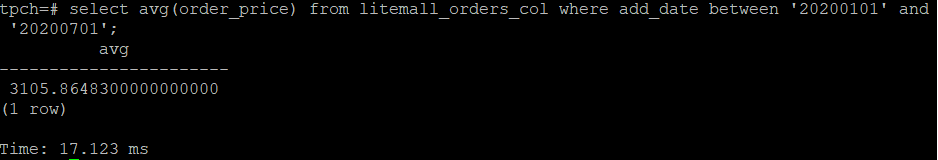 tpch=# select avg(order_price) from litemall_orders_col where add_date between '20200101' and
'20200701';
avg
-----------------------
3105.8648300000000000
(1 row)
Time: 17.123 ms